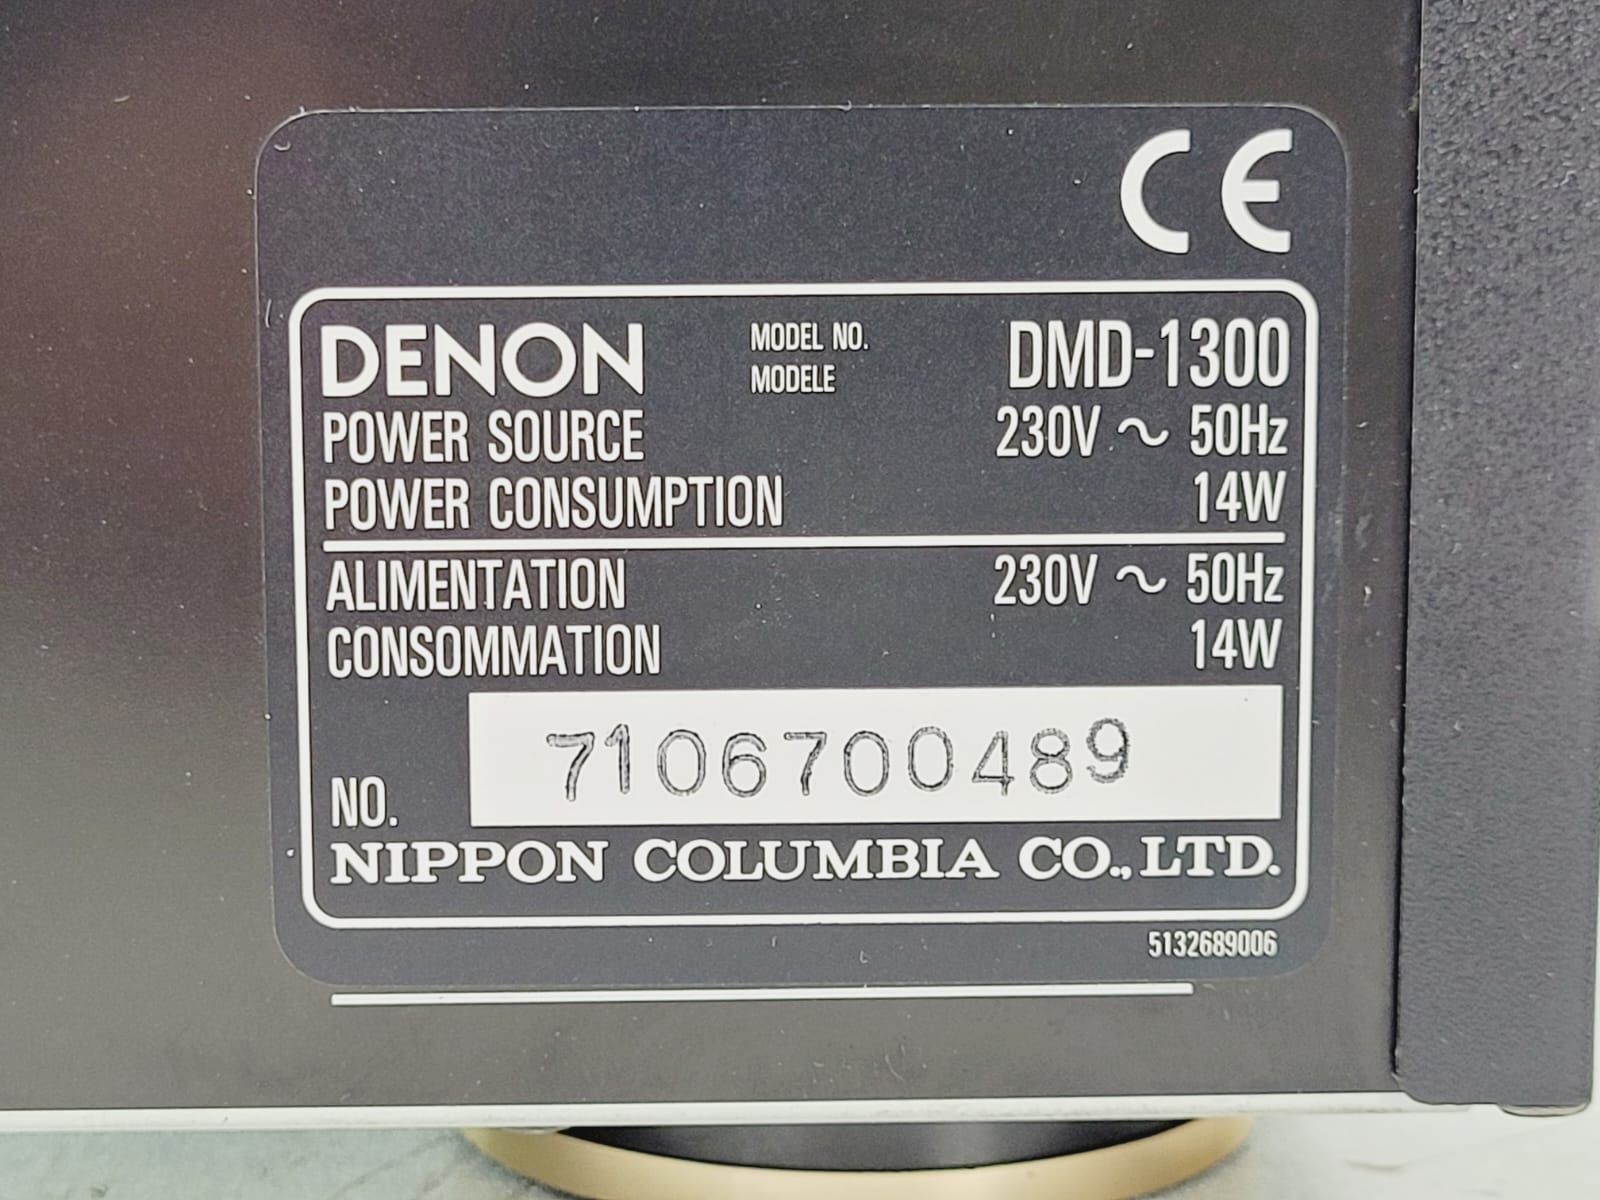 CE
DENON MODEL NO. MODELE DMD-1300
POWER SOURCE 230V ~ 50Hz
POWER CONSUMPTION 14W
ALIMENTATION 230V ~ 50Hz
CONSOMMATION 14W
NO. 7106700489
NIPPON COLUMBIA CO., LTD.
5132689006